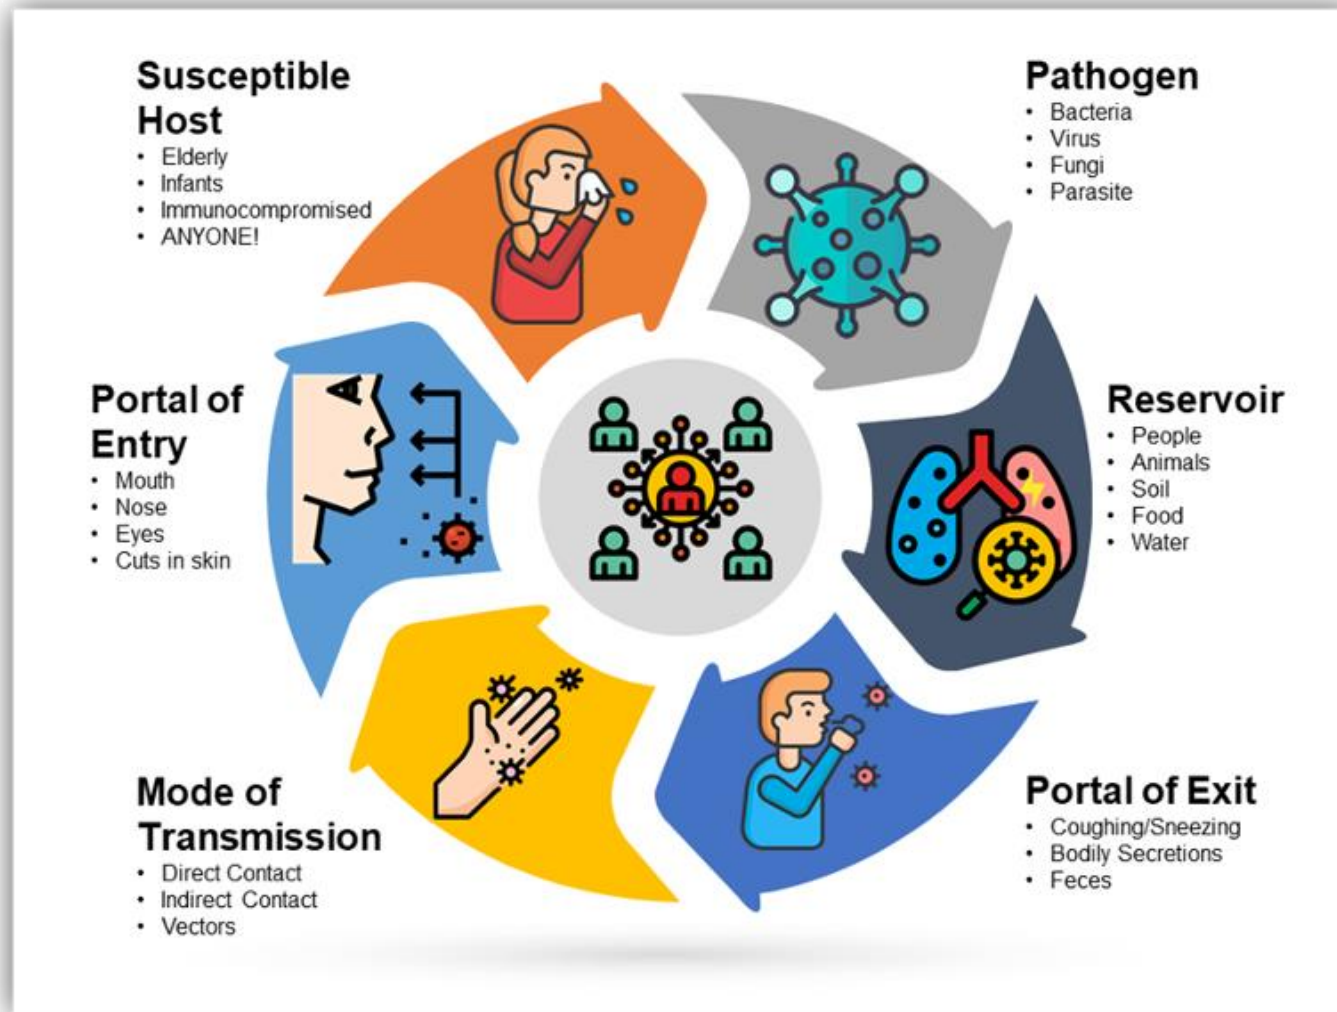 Susceptible
Host
• Elderly
• Infants
• Immunocompromised
• ANYONE!
Pathogen
• Bacteria
• Virus
• Fungi
• Parasite
Reservoir
• People
• Animals
• Soil
• Food
• Water
Portal of Exit
• Coughing/Sneezing
• Bodily Secretions
• Feces
Mode of
Transmission
• Direct Contact
• Indirect Contact
• Vectors
Portal of
Entry
• Mouth
• Nose
• Eyes
• Cuts in skin